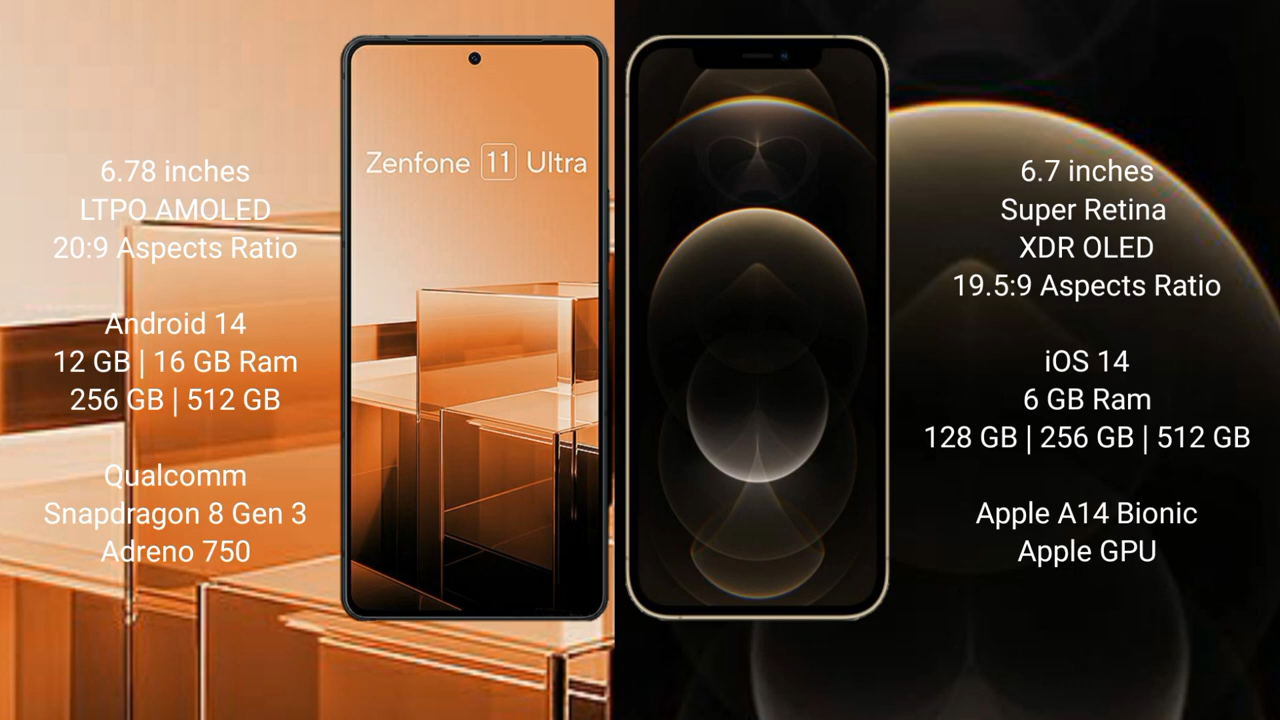 6.78 inches
LTPO AMOLED
20:9 Aspects Ratio
Android 14
12 GB | 16 GB Ram
256 GB | 512 GB
Qualcomm
Snapdragon 8 Gen 3
Adreno 750
Zenfone 11 Ultra
6.7 inches
Super Retina
XDR OLED
19.5:9 Aspects Ratio
iOS 14
6 GB Ram
128 GB | 256 GB | 512 GB
Apple A14 Bionic
Apple GPU